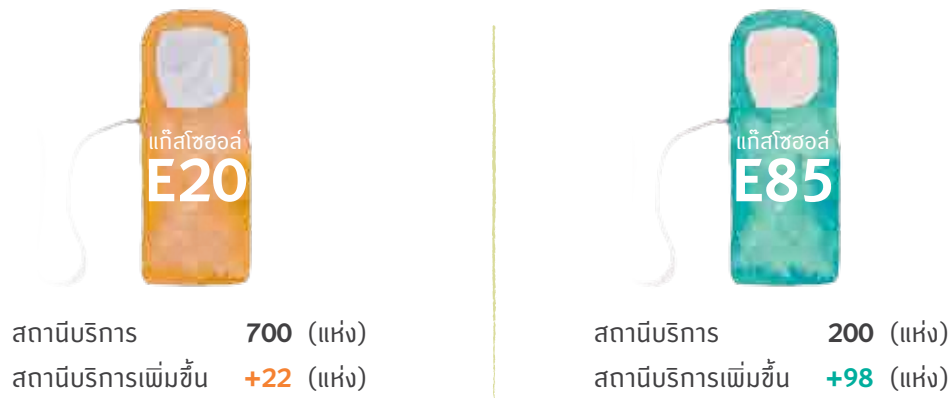 แก๊สโซฮอล์
E20
สถานีบริการ 700 (แห่ง)
สถานีบริการเพิ่มขึ้น +22 (แห่ง)
แก๊สโซฮอล์
E85
สถานีบริการ 200 (แห่ง)
สถานีบริการเพิ่มขึ้น +98 (แห่ง)